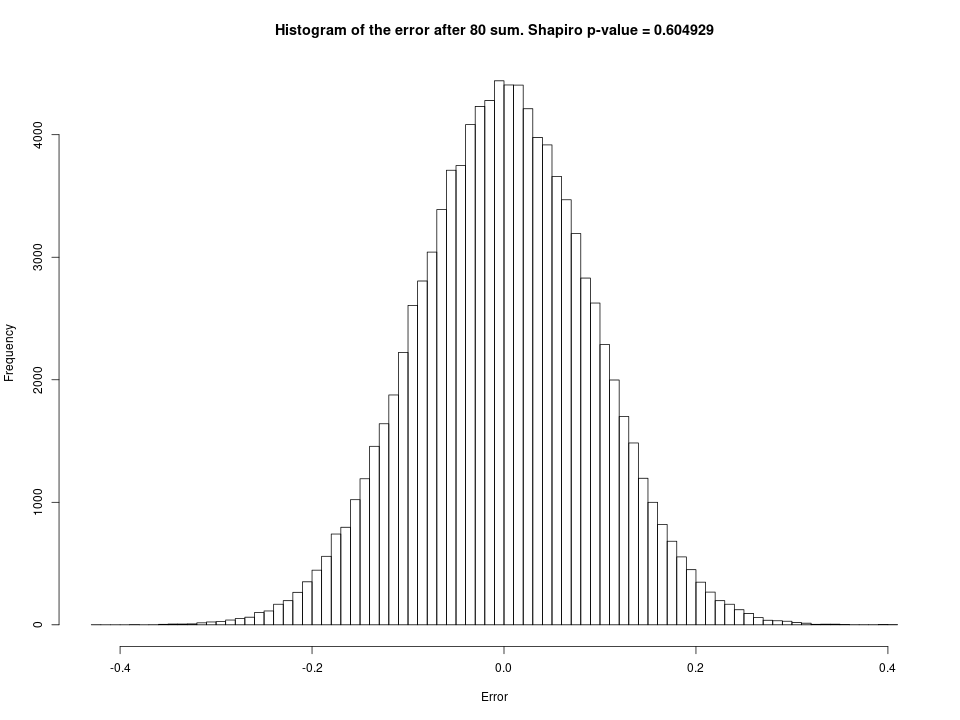 Histogram of the error after 80 sum. Shapiro p-value = 0.604929
Frequency
4000
3000
2000
1000
0
-0.4 -0.2 0.0 0.2 0.4
Error